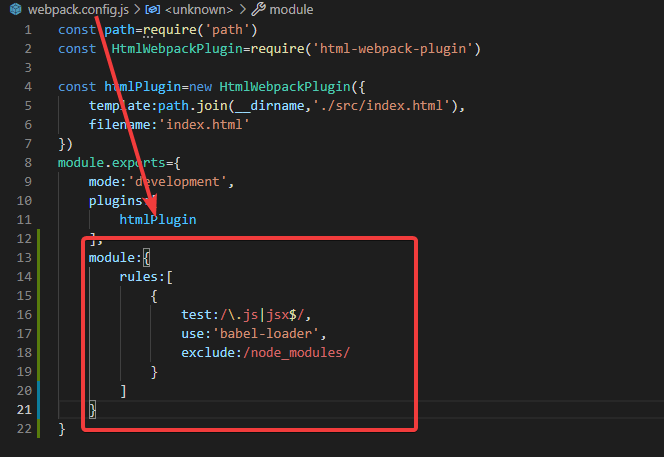 webpack.config.js > <unknown> > module
1 const path=require('path')
2 const  HtmlWebpackPlugin=require('html-webpack-plugin')
3
4 const htmlPlugin=new HtmlWebpackPlugin({
5     template:path.join(__dirname,'./src/index.html'),
6     filename:'index.html'
7 })
8 module.exports={
9     mode:'development',
10     plugins:[
11         htmlPlugin
12     ],
13     module:{
14         rules:[
15             {
16                 test:/\.js|jsx$/,
17                 use:'babel-loader',
18                 exclude:/node_modules/
19             }
20         ]
21     }
22 }